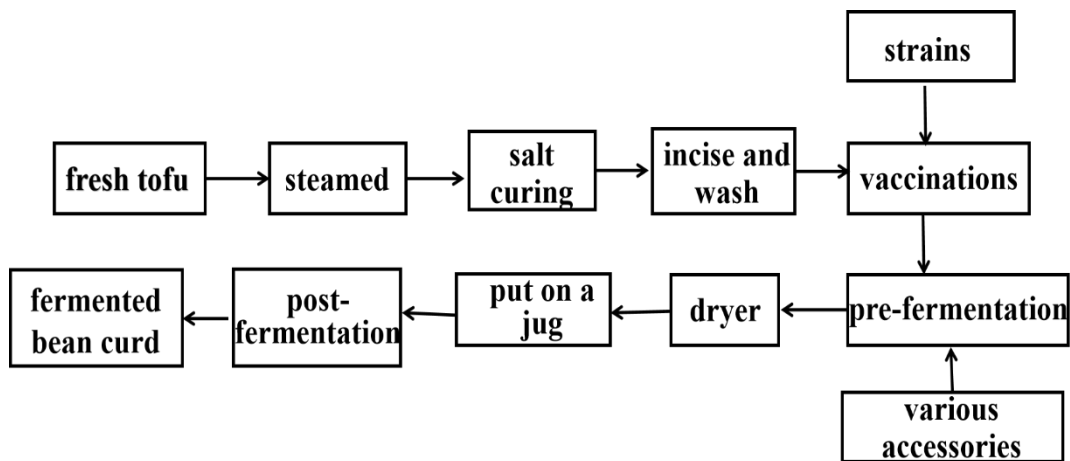 strains
fresh tofu
steamed
salt
curing
incise and
wash
vaccinations
fermented
bean curd
post-
fermentation
put on a
jug
dryer
pre-fermentation
various
accessories